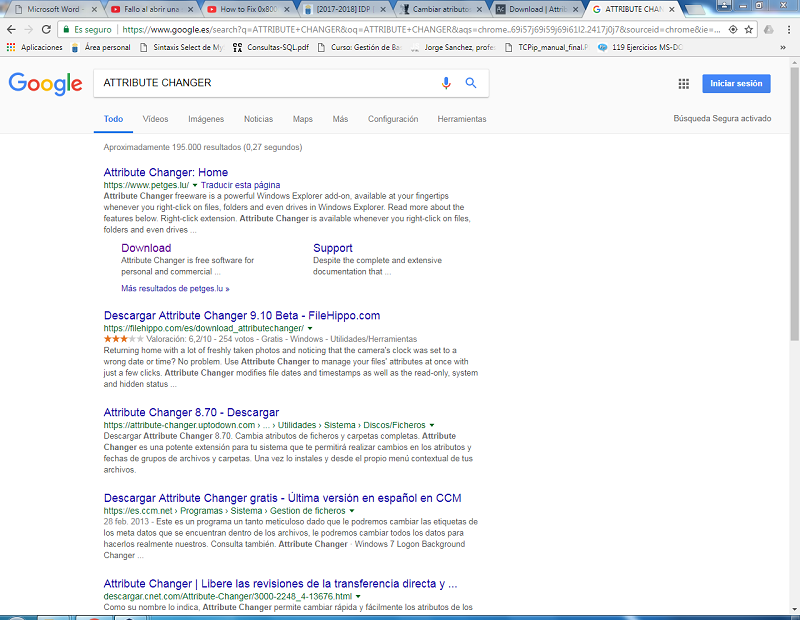 Microsoft Word -
Fallo al abrir una
How to Fix 0x800
[2017-2018] IDP |
Cambiar atributos
Download | Attrib
ATTRIBUTE CHAN
Es seguro
https://www.google.es/search?q=ATTRIBUTE+CHANGER&oq=ATTRIBUTE+CHANGER&aqs=chrome..69i57j69i59j69i61l2.2417j0j7&sourceid=chrome&ie=...
Aplicaciones
Área personal
Sintaxis Select de My
Consultas-SQL.pdf
Curso: Gestión de Ba
Jorge Sanchez, profe
TCPip_manual_final.P
119 Ejercicios MS-DO
»
Google
ATTRIBUTE CHANGER
Iniciar sesión
Todo
Vídeos
Imágenes
Noticias
Maps
Más
Configuración
Herramientas
Búsqueda Segura activado
Aproximadamente 195.000 resultados (0,27 segundos)
Attribute Changer: Home
https://www.petges.lu/ ▾ Traducir esta página
Attribute Changer freeware is a powerful Windows Explorer add-on, available at your fingertips
whenever you right-click on files, folders and even drives in Windows Explorer. Read more about the
features below. Right-click extension. Attribute Changer is available whenever you right-click on files,
folders and even drives ...
Download
Attribute Changer is free software for
personal and commercial ...
Support
Despite the complete and extensive
documentation that ...
Más resultados de petges.lu »
Descargar Attribute Changer 9.10 Beta - FileHippo.com
https://filehippo.com/es/download_attributechanger/ ▾
★★★★★ Valoración: 6,2/10 - 254 votos - Gratis - Windows - Utilidades/Herramientas
Returning home with a lot of freshly taken photos and noticing that the camera's clock was set to a
wrong date or time? No problem. Use Attribute Changer to manage your files' attributes at once with
just a few clicks. Attribute Changer modifies file dates and timestamps as well as the read-only, system
and hidden status ...
Attribute Changer 8.70 - Descargar
https://attribute-changer.uptodown.com › ... › Utilidades › Sistema › Discos/Ficheros ▾
Descargar Attribute Changer 8.70. Cambia atributos de ficheros y carpetas completas. Attribute
Changer es una potente extensión para tu sistema que te permitirá realizar cambios en los atributos y
fechas de grupos de archivos y carpetas. Una vez lo instales y desde el propio menú contextual de tus
archivos.
Descargar Attribute Changer gratis - Última versión en español en CCM
https://es.ccm.net › Programas › Sistema › Gestion de ficheros ▾
28 feb. 2013 - Este es un programa un tanto meticuloso dado que le podremos cambiar las etiquetas de
los meta datos que se encuentran dentro de los archivos, le podremos cambiar todos los datos para
hacerlos realmente nuestros. Consulta también. Attribute Changer · Windows 7 Logon Background
Changer ...
Attribute Changer | Libere las revisiones de la transferencia directa y ...
descargar.cnet.com/Attribute-Changer/3000-2248_4-13676.html ▾
Como su nombre lo indica, Attribute Changer permite cambiar rápida y fácilmente los atributos de los